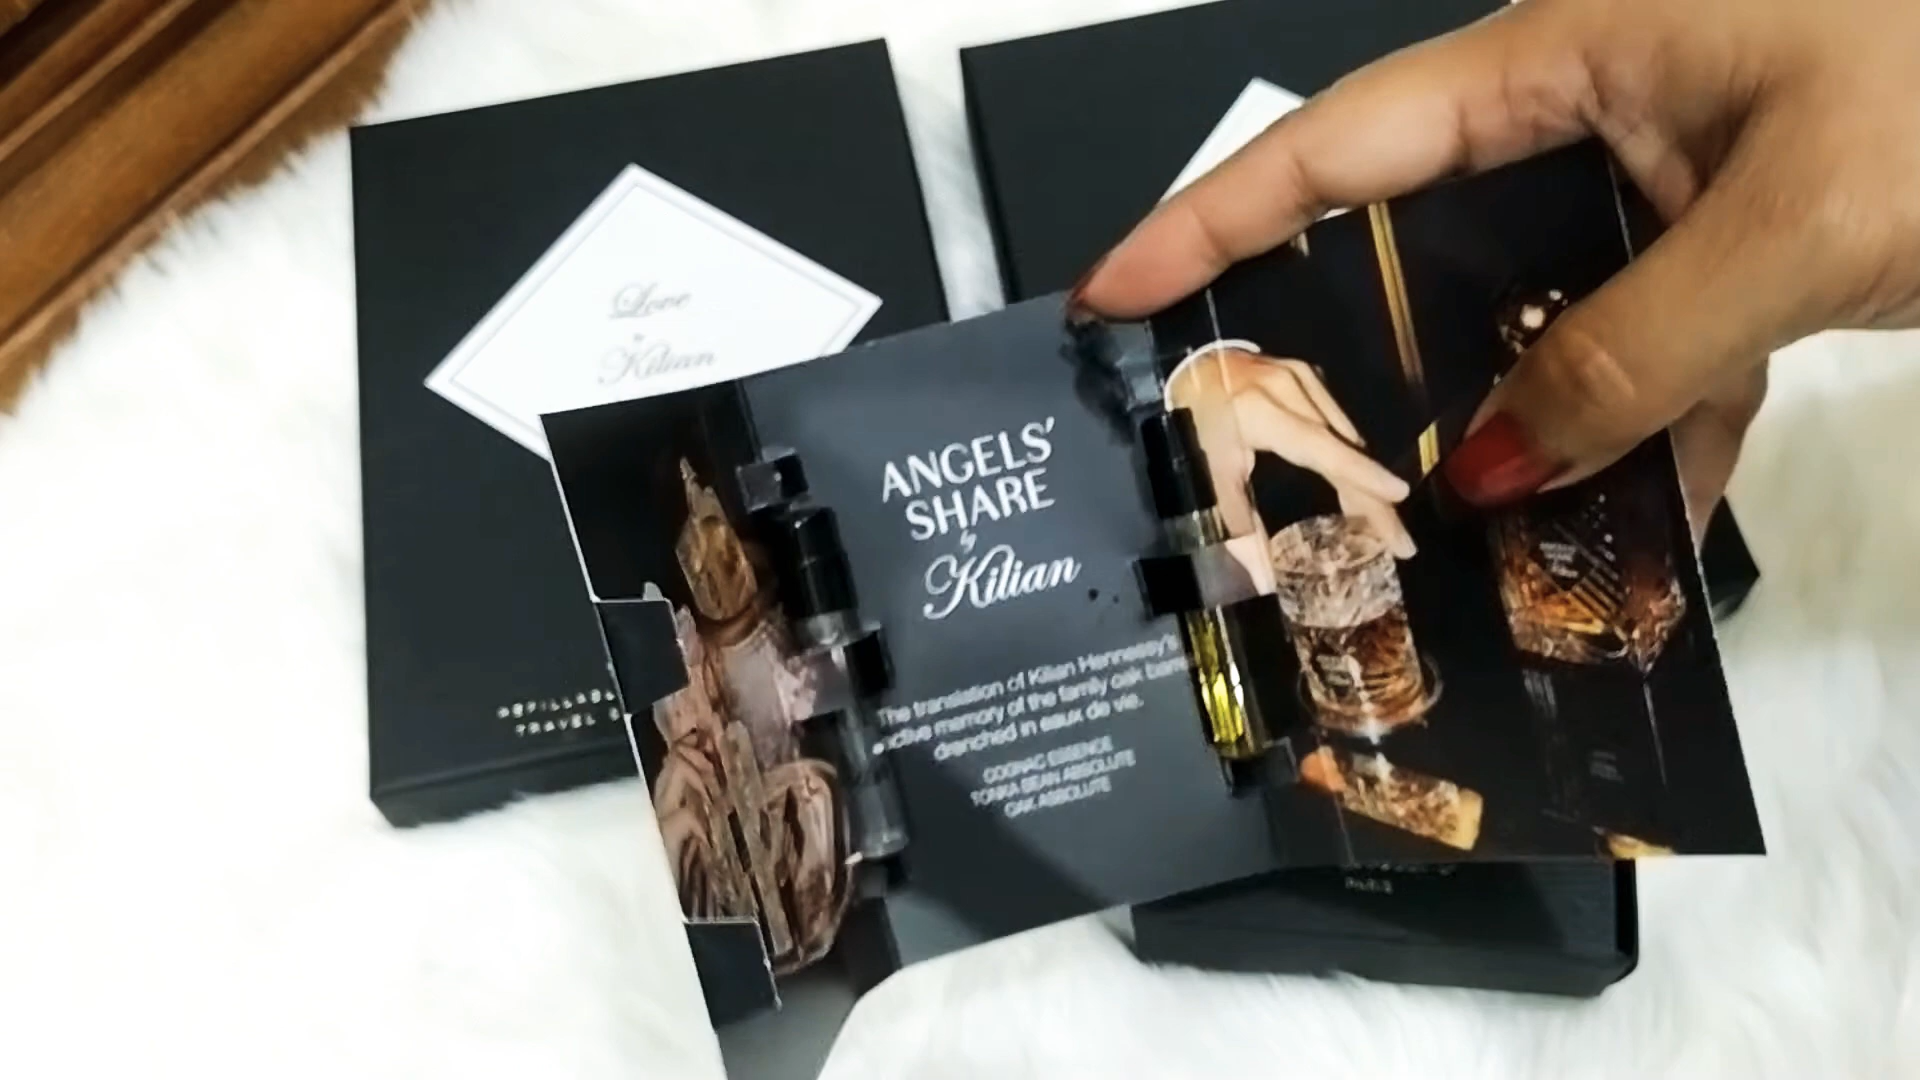 Love
by
Kilian
REFILLABLE
TRAVEL
ANGELS'
SHARE
by
Kilian
The translation of Kilian Hennessy's
memory of the family oak
drenched in eaux de vie.
COGNAC ESSENCE
TONKA BEAN ABSOLUTE
OAK ABSOLUTE
PARIS